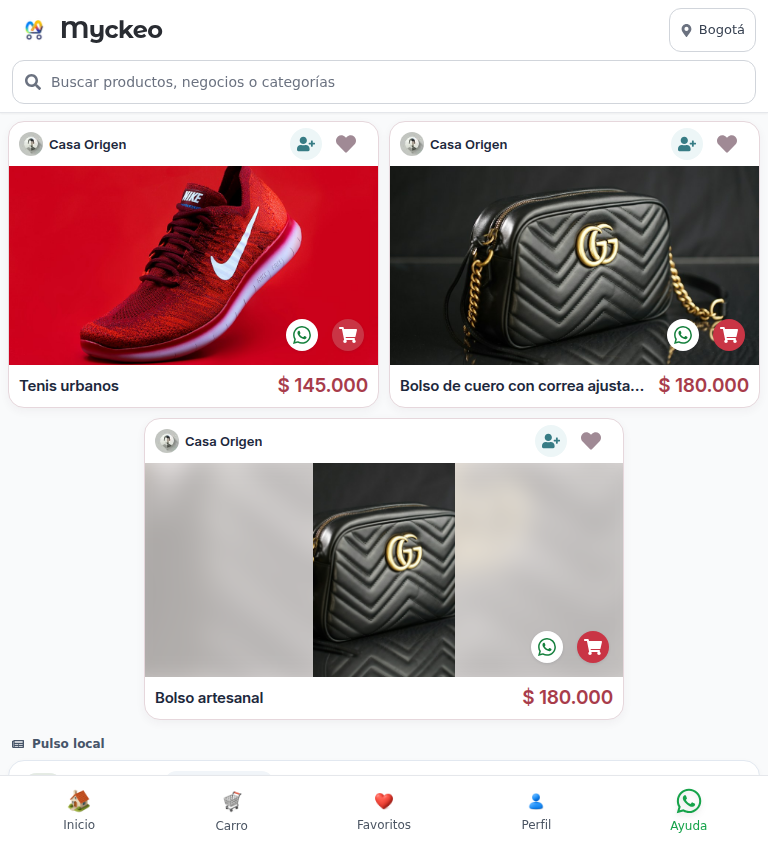 Myckeo
Bogotá
Buscar productos, negocios o categorías
Casa Origen
NIKE
Tenis urbanos
$ 145.000
Casa Origen
Bolso de cuero con correa ajusta...
$ 180.000
Casa Origen
Bolso artesanal
$ 180.000
Pulso local
Inicio
Carro
Favoritos
Perfil
Ayuda